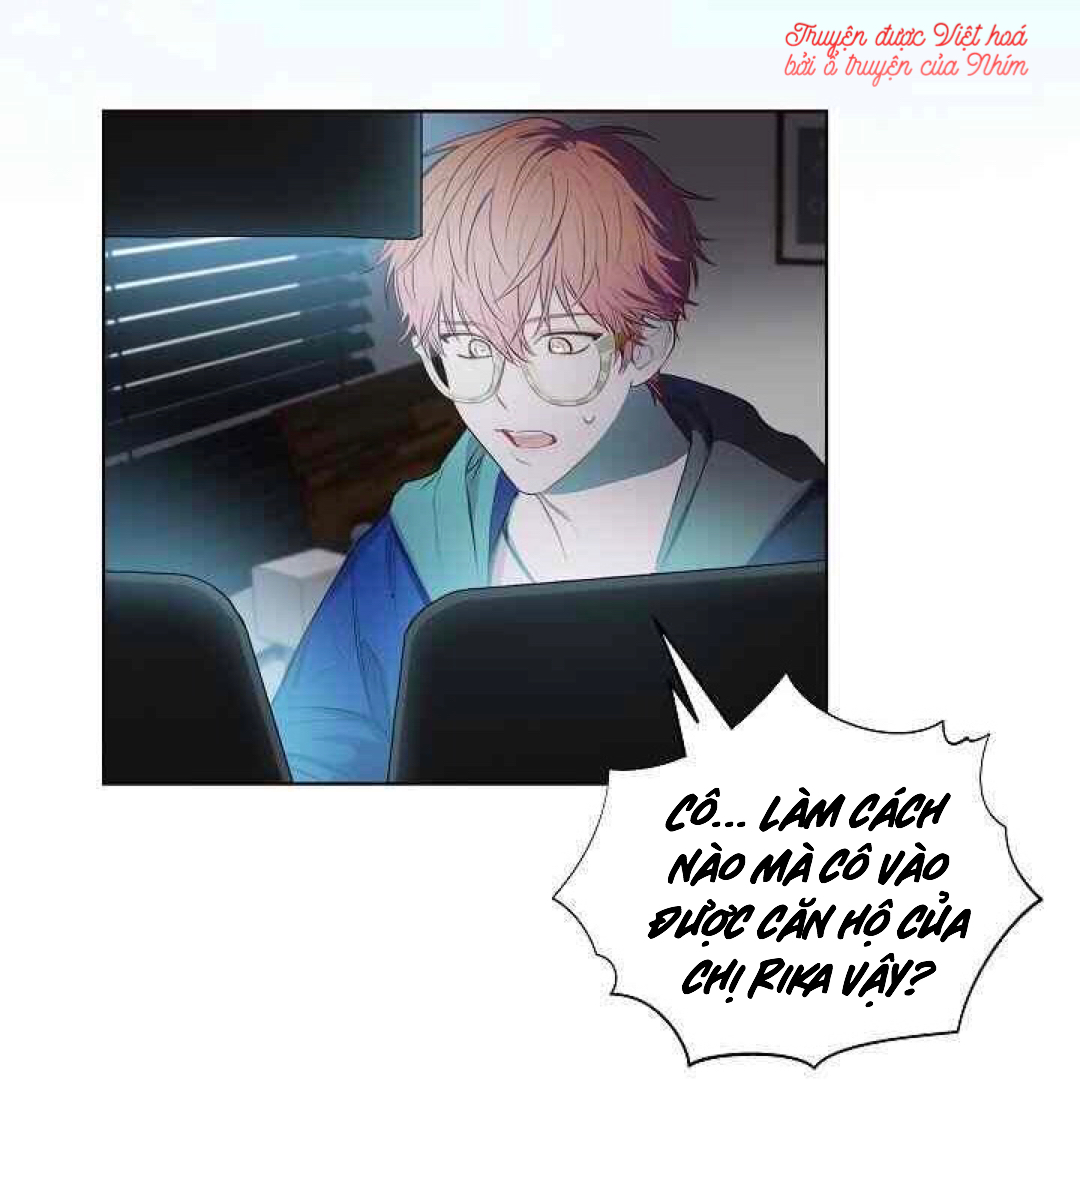 Truyện được Việt hoá
bởi ổ truyện của Nhím
CÔ... LÀM CÁCH
NÀO MÀ CÔ VÀO
ĐƯỢC CĂN HỘ CỦA
CHỊ RIKA VẬY?